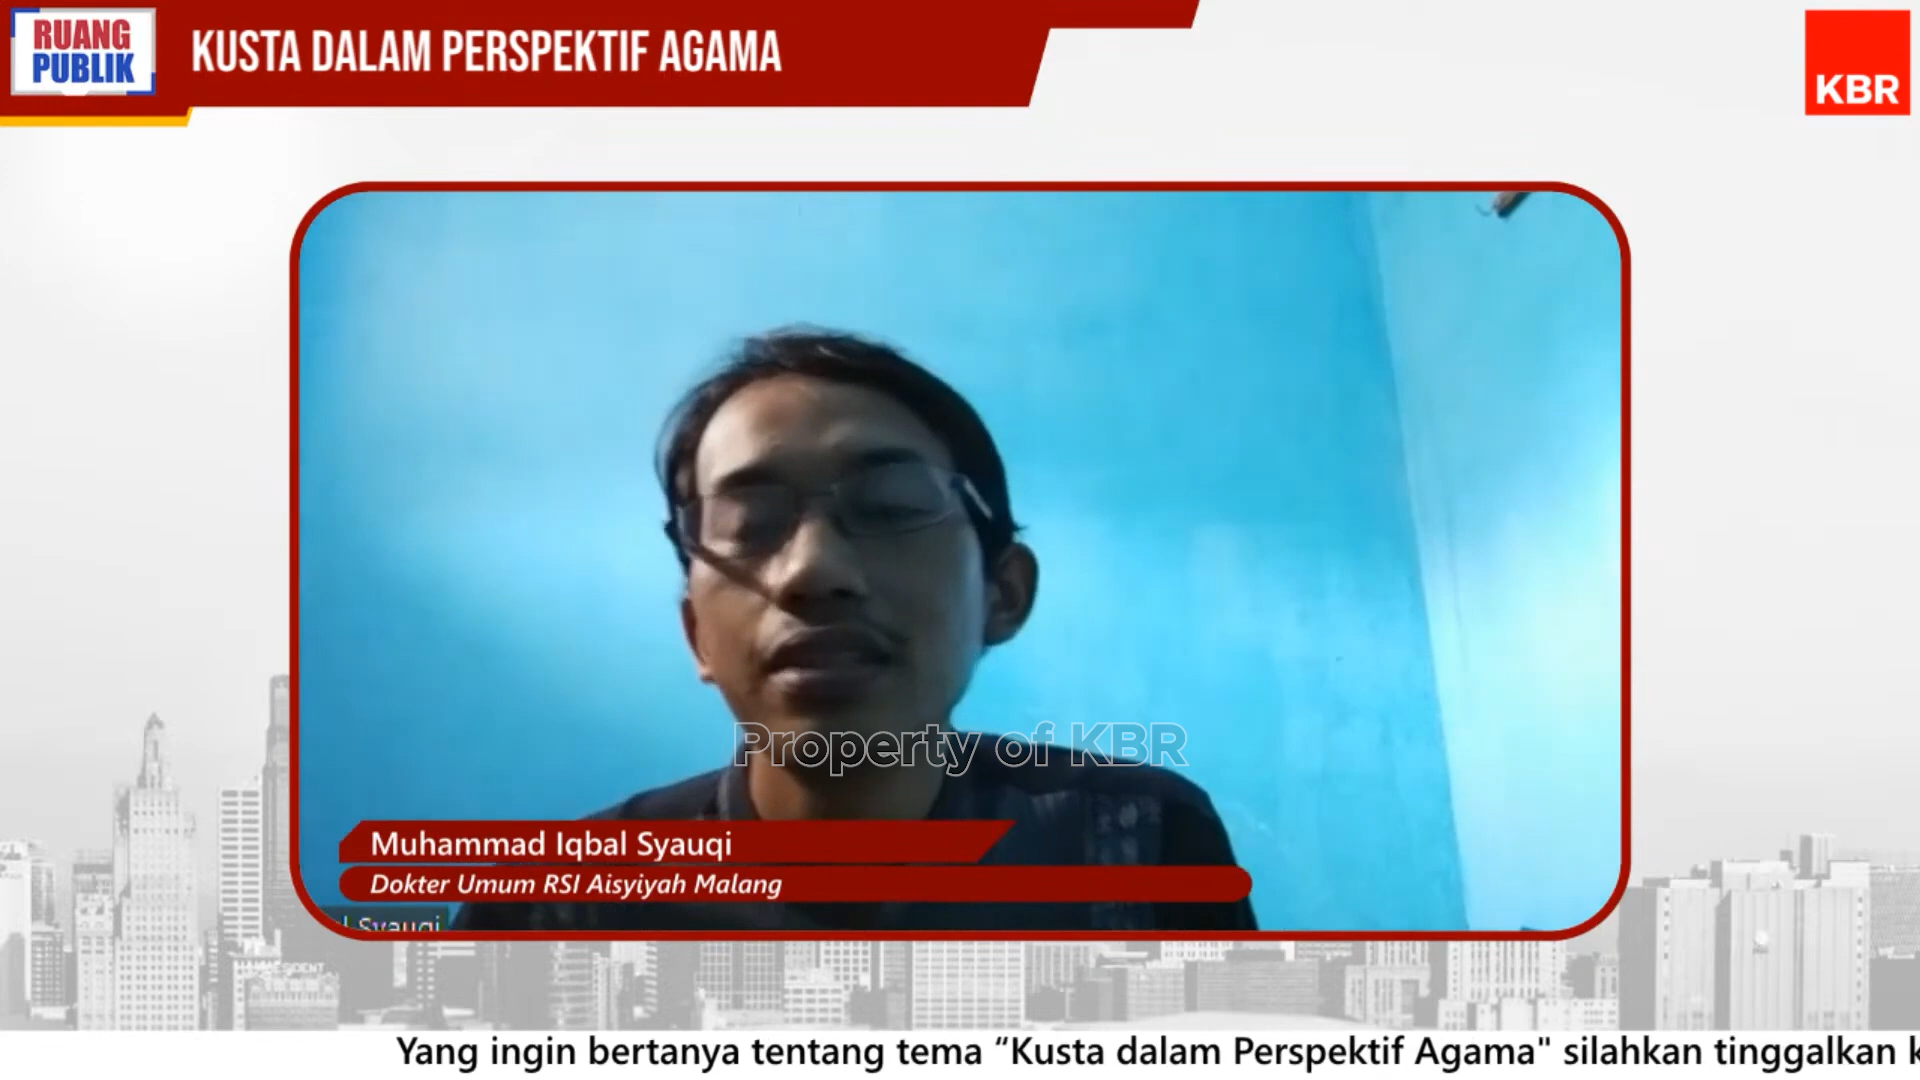 RUANG
PUBLIK
KUSTA DALAM PERSPEKTIF AGAMA
KBR
Property of KBR
Muhammad Iqbal Syauqi
Dokter Umum RSI Aisyiyah Malang
Syauqi
Yang ingin bertanya tentang tema “Kusta dalam Perspektif Agama" silahkan tinggalkan